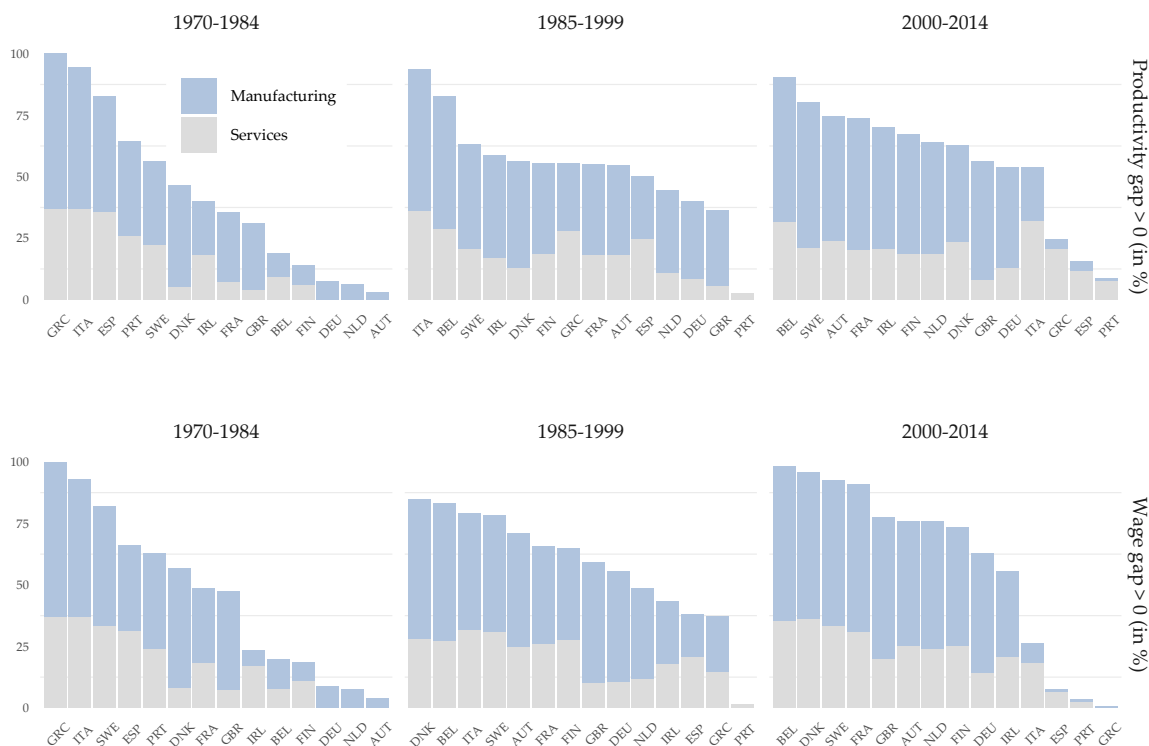 1970-1984
1985-1999
2000-2014
100
75
50
25
0
Manufacturing
Services
Productivity gap > 0 (in %)
GRC ITA ESP PRT SWE DNK IRL FRA GBR BEL FIN DEU NLD AUT
ITA BEL SWE IRL DNK FIN GRC FRA AUT ESP NLD DEU GBR PRT
BEL SWE AUT FRA IRL FIN NLD DNK GBR DEU ITA GRC ESP PRT
1970-1984
1985-1999
2000-2014
100
75
50
25
0
Wage gap > 0 (in %)
GRC ITA SWE ESP PRT DNK FRA GBR IRL BEL FIN DEU NLD AUT
DNK BEL ITA SWE AUT FRA FIN GBR DEU NLD IRL ESP GRC PRT
BEL DNK SWE FRA GBR AUT NLD FIN DEU IRL ITA ESP PRT GRC